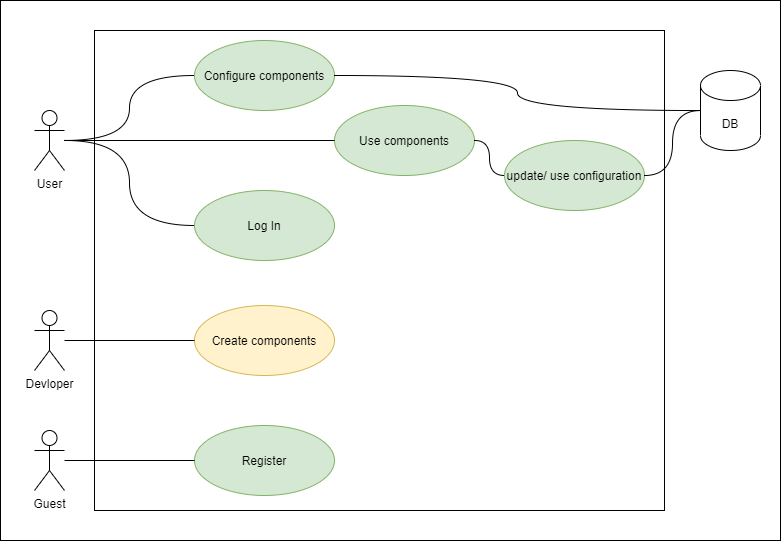 Configure components
DB
Use components
update/ use configuration
User
Log In
Create components
Devloper
Register
Guest